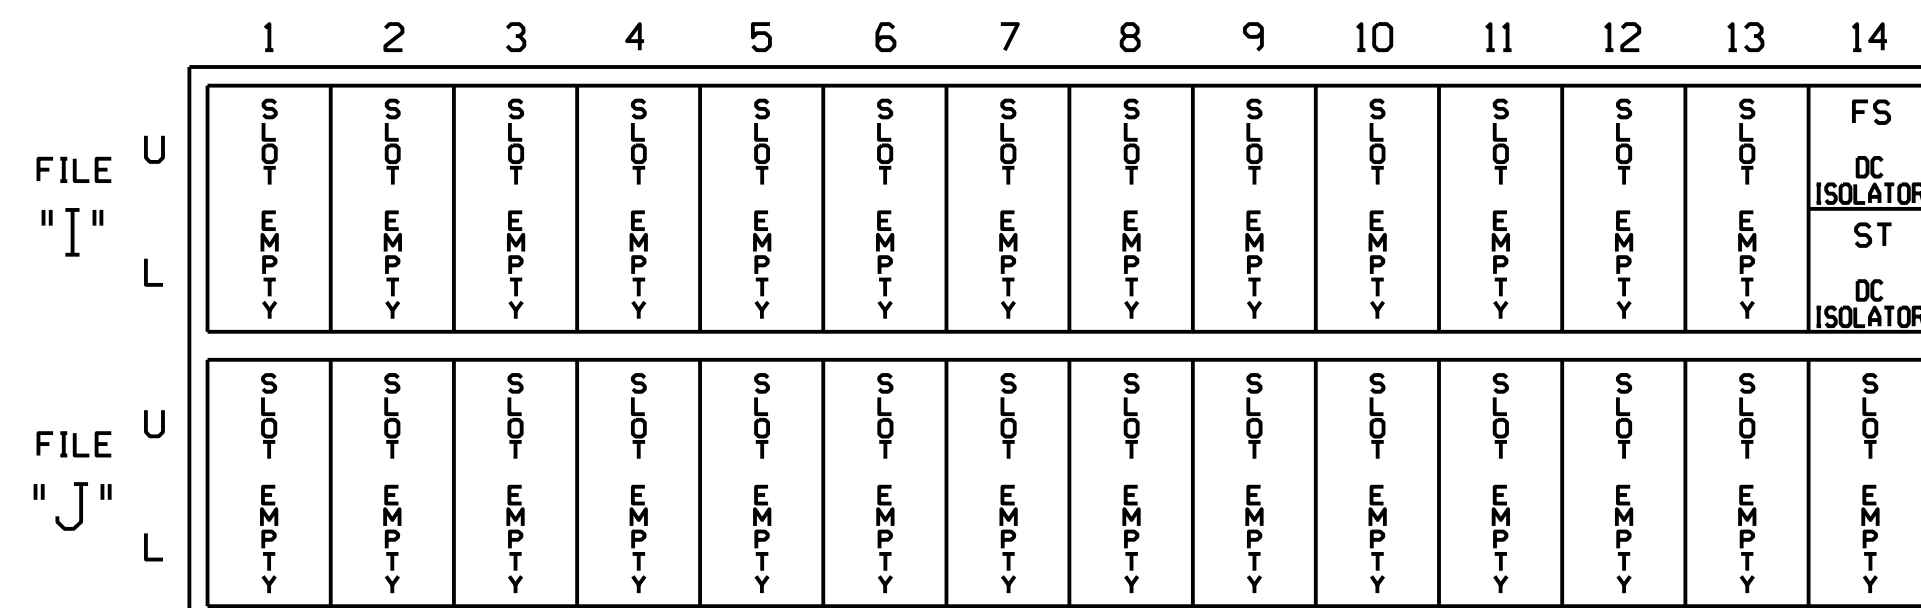 1 2 3 4 5 6 7 8 9 10 11 12 13 14
FILE "I"
U
L
SLOT EMPTY SLOT EMPTY SLOT EMPTY SLOT EMPTY SLOT EMPTY SLOT EMPTY SLOT EMPTY SLOT EMPTY SLOT EMPTY SLOT EMPTY SLOT EMPTY SLOT EMPTY SLOT EMPTY
FS
DC
ISOLATOR
ST
DC
ISOLATOR
FILE "J"
U
L
SLOT EMPTY SLOT EMPTY SLOT EMPTY SLOT EMPTY SLOT EMPTY SLOT EMPTY SLOT EMPTY SLOT EMPTY SLOT EMPTY SLOT EMPTY SLOT EMPTY SLOT EMPTY SLOT EMPTY SLOT EMPTY